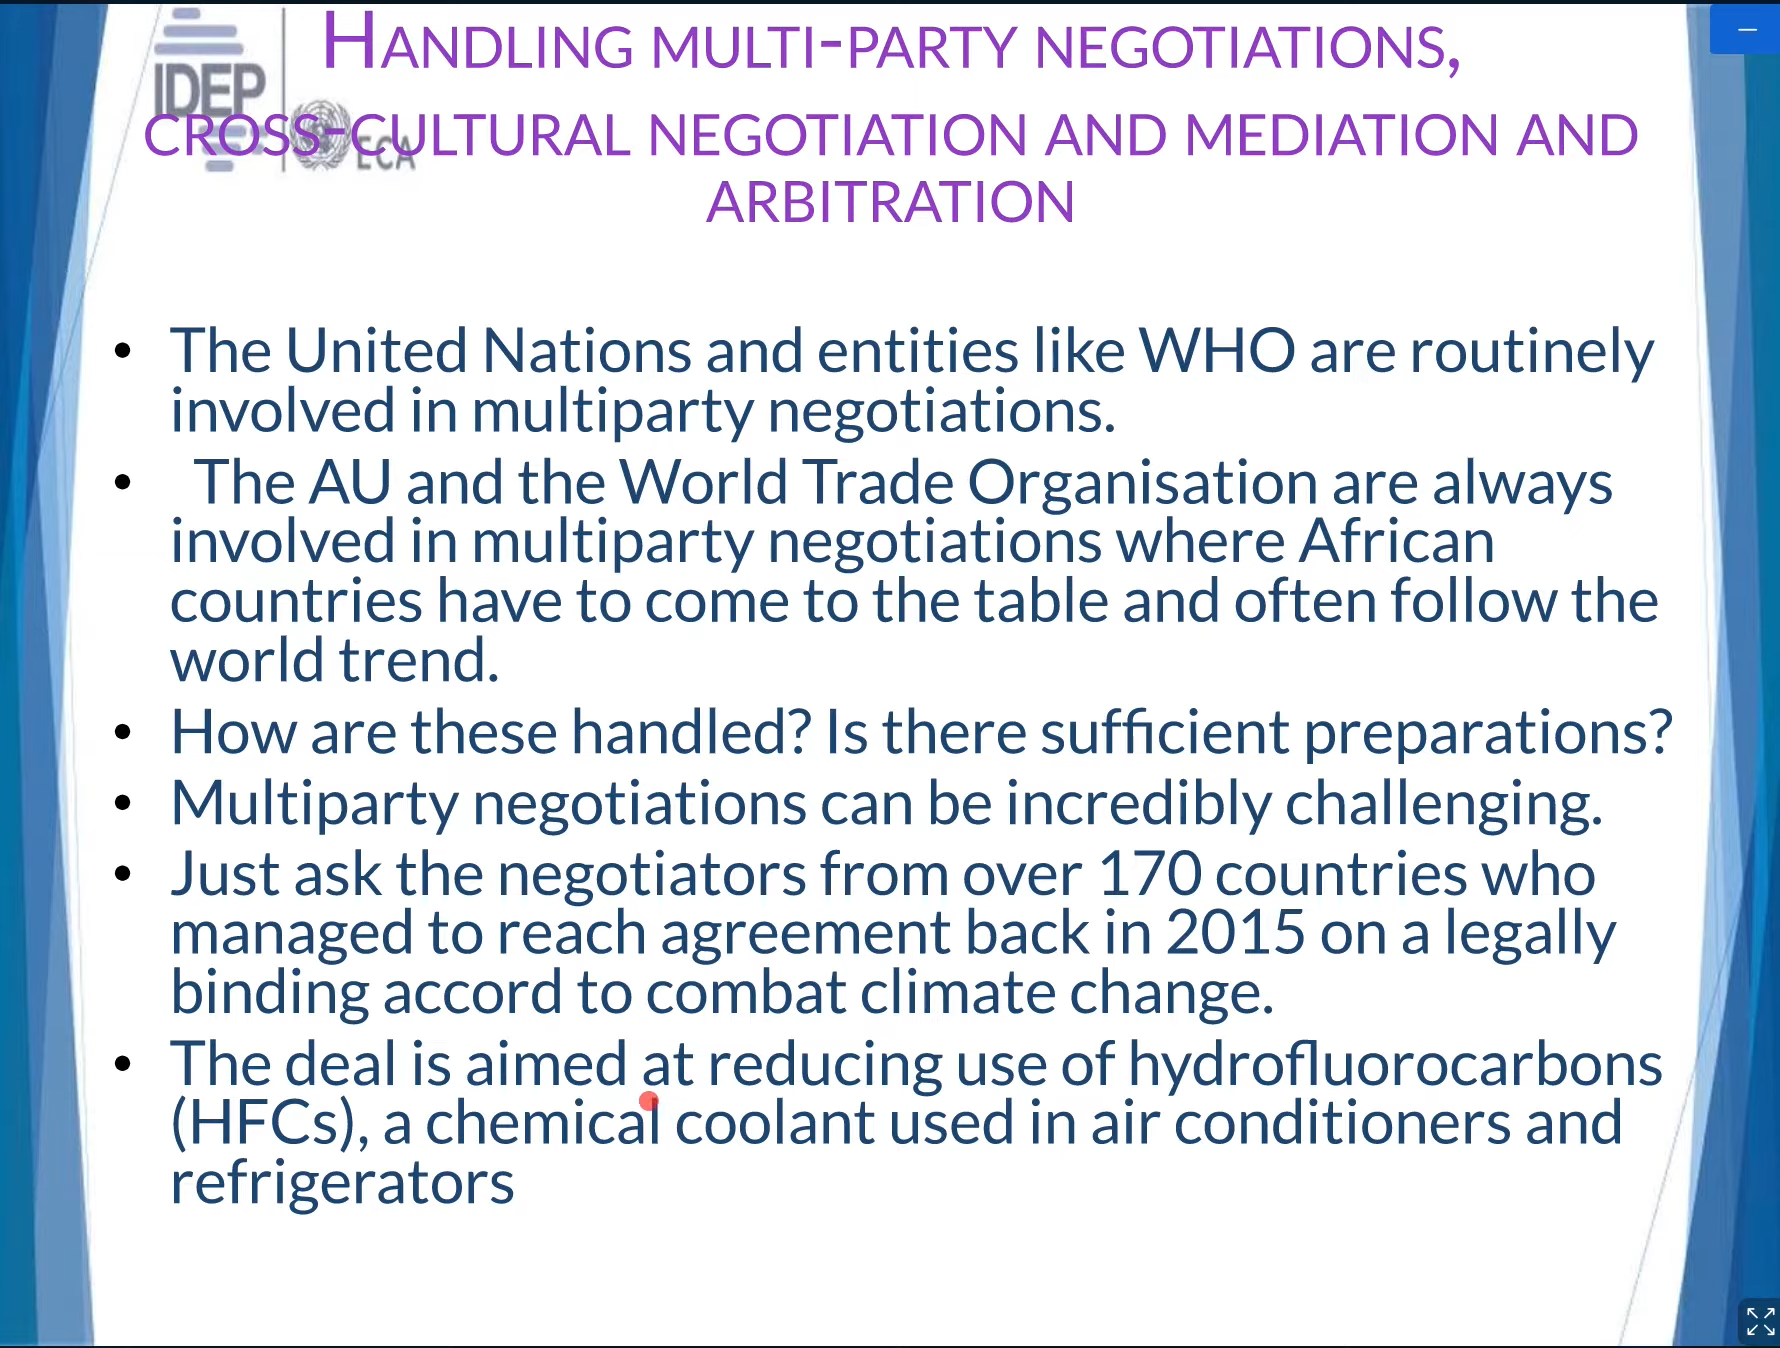 IDEP
ECA
Handling multi-party negotiations,
cross-cultural negotiation and mediation and
arbitration
• The United Nations and entities like WHO are routinely
involved in multiparty negotiations.
• The AU and the World Trade Organisation are always
involved in multiparty negotiations where African
countries have to come to the table and often follow the
world trend.
• How are these handled? Is there sufficient preparations?
• Multiparty negotiations can be incredibly challenging.
• Just ask the negotiators from over 170 countries who
managed to reach agreement back in 2015 on a legally
binding accord to combat climate change.
• The deal is aimed at reducing use of hydrofluorocarbons
(HFCs), a chemical coolant used in air conditioners and
refrigerators